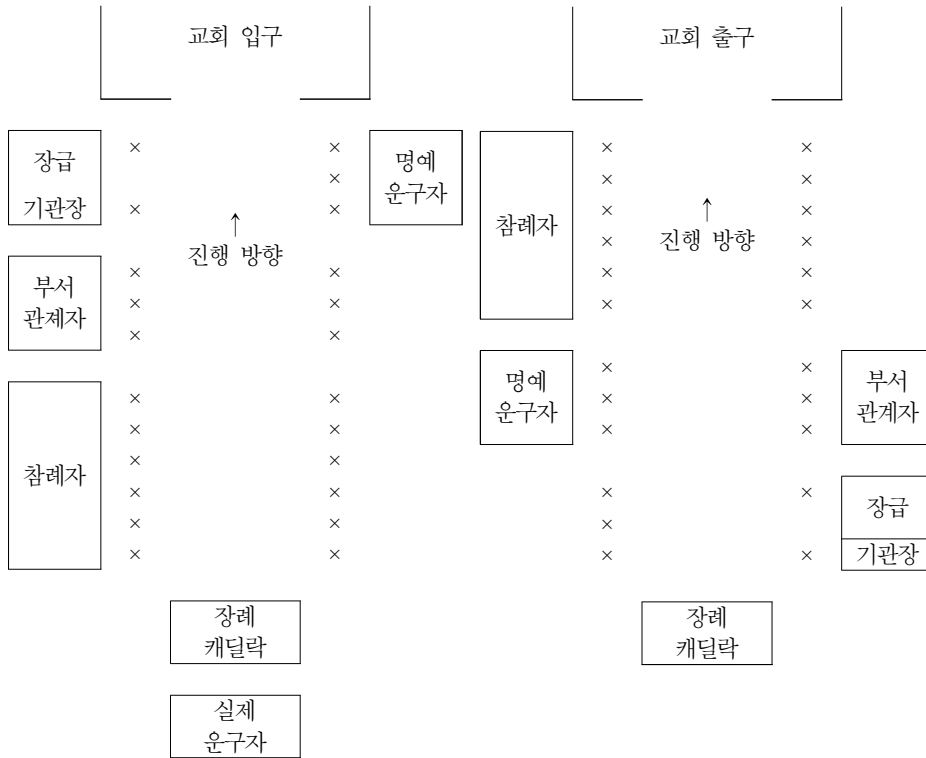 교회 입구
장급
기관장
명예
운구자
↑
진행 방향
부서
관계자
참례자
장례
캐딜락
실제
운구자
교회 출구
참례자
↑
진행 방향
명예
운구자
부서
관계자
장급
기관장
장례
캐딜락